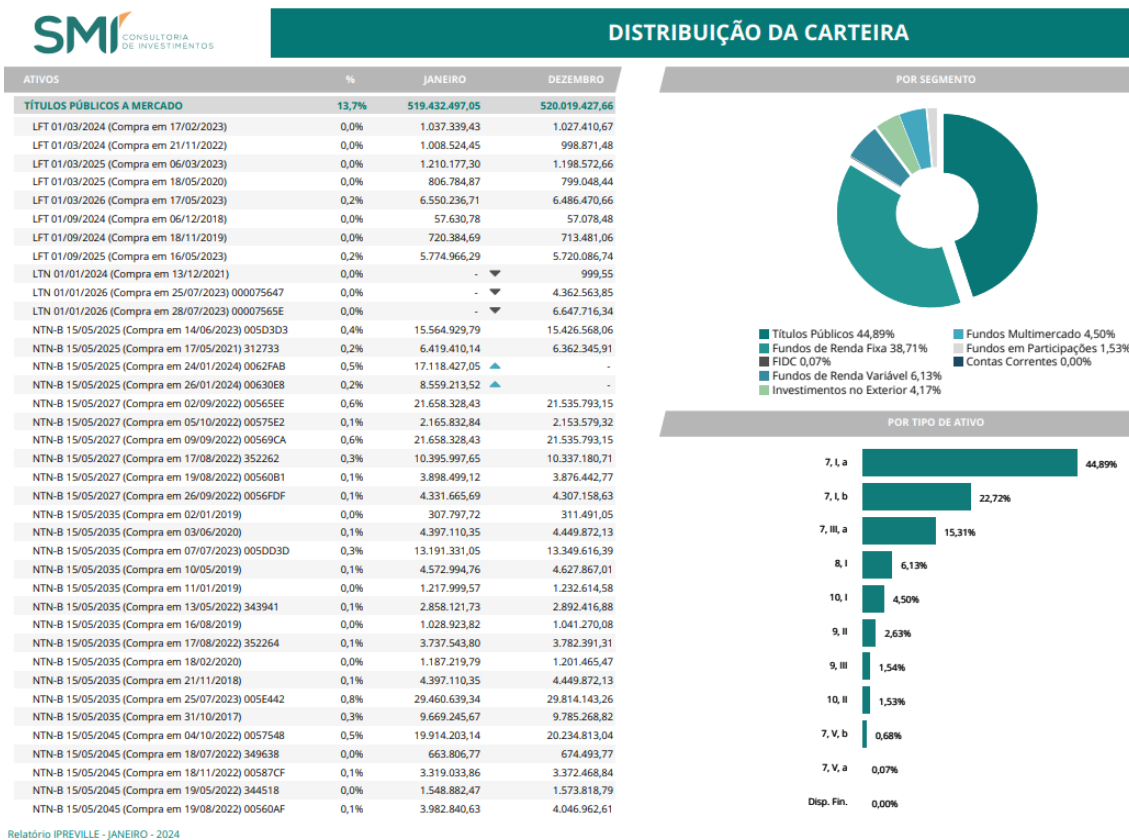 SMI CONSULTORIA
DE INVESTIMENTOS
DISTRIBUIÇÃO DA CARTEIRA
ATIVOS % JANEIRO DEZEMBRO
TÍTULOS PÚBLICOS A MERCADO 13,7% 519.432.497,05 520.019.427,66
LFT 01/03/2024 (Compra em 17/02/2023) 0,0% 1.037.339,43 1.027.410,67
LFT 01/03/2024 (Compra em 21/11/2022) 0,0% 1.008.524,45 998.871,48
LFT 01/03/2025 (Compra em 06/03/2023) 0,0% 1.210.177,30 1.198.572,66
LFT 01/03/2025 (Compra em 18/05/2020) 0,0% 806.784,87 799.048,44
LFT 01/03/2026 (Compra em 17/05/2023) 0,2% 6.550.236,71 6.486.470,66
LFT 01/09/2024 (Compra em 06/12/2018) 0,0% 57.630,78 57.078,48
LFT 01/09/2024 (Compra em 18/11/2019) 0,0% 720.384,69 713.481,06
LFT 01/09/2025 (Compra em 16/05/2023) 0,2% 5.774.966,29 5.720.086,74
LTN 01/01/2024 (Compra em 13/12/2021) 0,0% - 999,55
LTN 01/01/2026 (Compra em 25/07/2023) 000075647 0,0% - 4.362.563,85
LTN 01/01/2026 (Compra em 28/07/2023) 00007565E 0,0% - 6.647.716,34
NTN-B 15/05/2025 (Compra em 14/06/2023) 005D3D3 0,4% 15.564.929,79 15.426.568,06
NTN-B 15/05/2025 (Compra em 17/05/2021) 312733 0,2% 6.419.410,14 6.362.345,91
NTN-B 15/05/2025 (Compra em 24/01/2024) 0062FAB 0,5% 17.118.427,05 -
NTN-B 15/05/2025 (Compra em 26/01/2024) 00630E8 0,2% 8.559.213,52 -
NTN-B 15/05/2027 (Compra em 02/09/2022) 00565EE 0,6% 21.658.328,43 21.535.793,15
NTN-B 15/05/2027 (Compra em 05/10/2022) 00575E2 0,1% 2.165.832,84 2.153.579,32
NTN-B 15/05/2027 (Compra em 09/09/2022) 00569CA 0,6% 21.658.328,43 21.535.793,15
NTN-B 15/05/2027 (Compra em 17/08/2022) 352262 0,3% 10.395.997,65 10.337.180,71
NTN-B 15/05/2027 (Compra em 19/08/2022) 00560B1 0,1% 3.898.499,12 3.876.442,77
NTN-B 15/05/2027 (Compra em 26/09/2022) 0056FDF 0,1% 4.331.665,69 4.307.158,63
NTN-B 15/05/2035 (Compra em 02/01/2019) 0,0% 307.797,72 311.491,05
NTN-B 15/05/2035 (Compra em 03/06/2020) 0,1% 4.397.110,35 4.449.872,13
NTN-B 15/05/2035 (Compra em 07/07/2023) 005DD3D 0,3% 13.191.331,05 13.349.616,39
NTN-B 15/05/2035 (Compra em 10/05/2019) 0,1% 4.572.994,76 4.627.867,01
NTN-B 15/05/2035 (Compra em 11/01/2019) 0,0% 1.217.999,57 1.232.614,58
NTN-B 15/05/2035 (Compra em 13/05/2022) 343941 0,1% 2.858.121,73 2.892.416,88
NTN-B 15/05/2035 (Compra em 16/08/2019) 0,0% 1.028.923,82 1.041.270,08
NTN-B 15/05/2035 (Compra em 17/08/2022) 352264 0,1% 3.737.543,80 3.782.391,31
NTN-B 15/05/2035 (Compra em 18/02/2020) 0,0% 1.187.219,79 1.201.465,47
NTN-B 15/05/2035 (Compra em 21/11/2018) 0,1% 4.397.110,35 4.449.872,13
NTN-B 15/05/2035 (Compra em 25/07/2023) 005E442 0,8% 29.460.639,34 29.814.143,26
NTN-B 15/05/2035 (Compra em 31/10/2017) 0,3% 9.669.245,67 9.785.268,82
NTN-B 15/05/2045 (Compra em 04/10/2022) 0057548 0,5% 19.914.203,14 20.234.813,04
NTN-B 15/05/2045 (Compra em 18/07/2022) 349638 0,0% 663.806,77 674.493,77
NTN-B 15/05/2045 (Compra em 18/11/2022) 00587CF 0,1% 3.319.033,86 3.372.468,84
NTN-B 15/05/2045 (Compra em 19/05/2022) 344518 0,0% 1.548.882,47 1.573.818,79
NTN-B 15/05/2045 (Compra em 19/08/2022) 00560AF 0,1% 3.982.840,63 4.046.962,61
POR SEGMENTO
Títulos Públicos 44,89% Fundos Multimercado 4,50%
Fundos de Renda Fixa 38,71% Fundos em Participações 1,53%
FIDC 0,07% Contas Correntes 0,00%
Fundos de Renda Variável 6,13%
Investimentos no Exterior 4,17%
POR TIPO DE ATIVO
7, I, a 44,89%
7, I, b 22,72%
7, III, a 15,31%
8, I 6,13%
10, I 4,50%
9, II 2,63%
9, III 1,54%
10, II 1,53%
7, V, b 0,68%
7, V, a 0,07%
Disp. Fin. 0,00%
Relatório IPREVILLE - JANEIRO - 2024